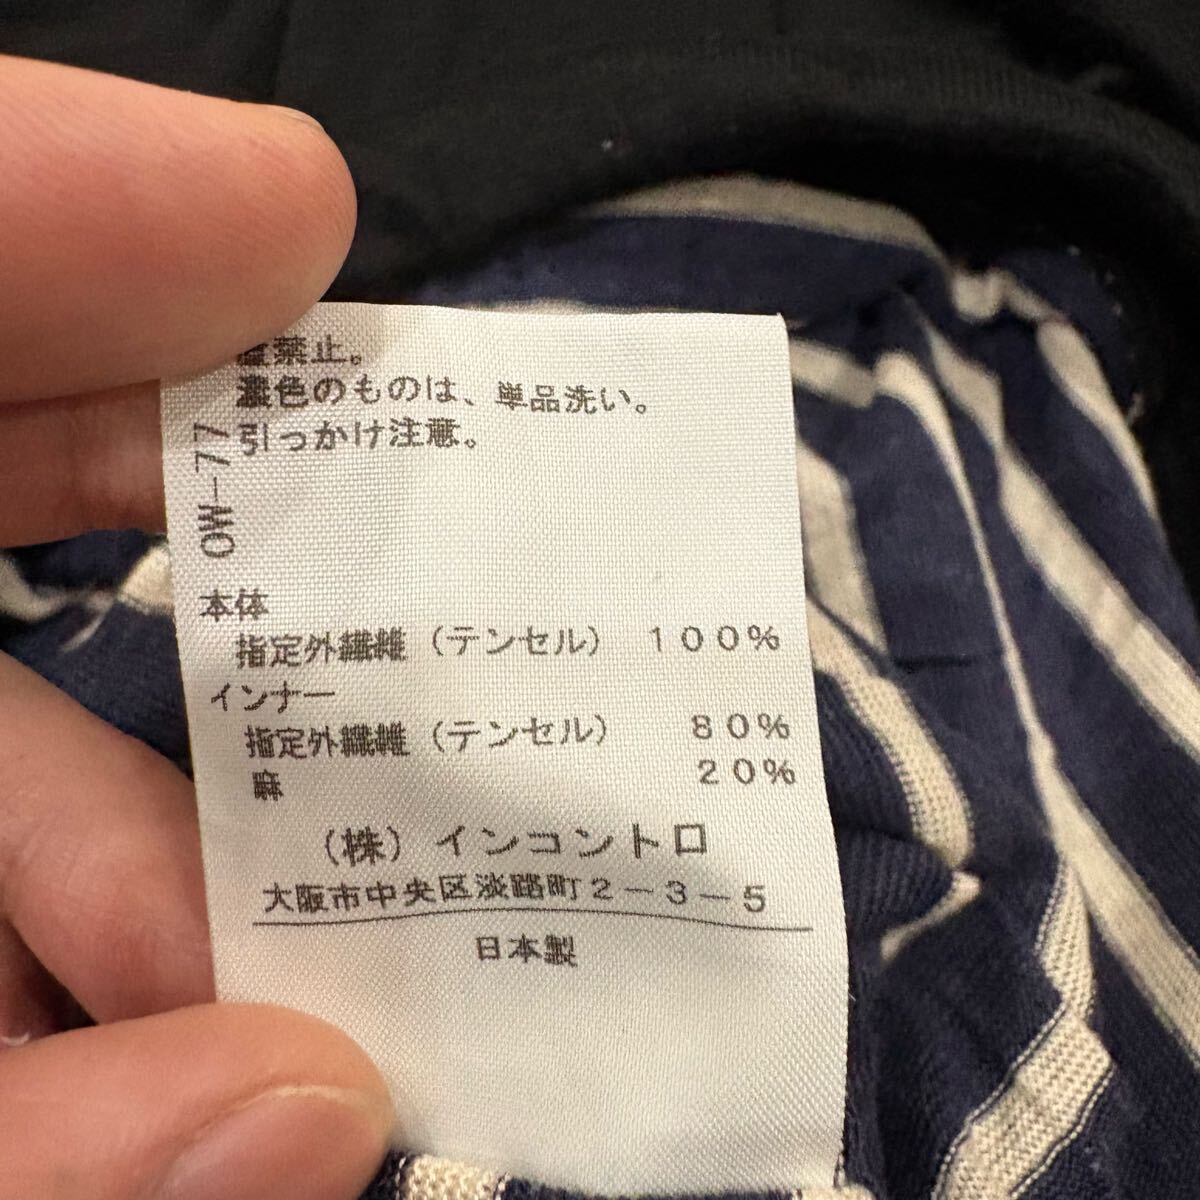 禁止。
濃色のものは、単品洗い。
引っかけ注意。
OW-77
本体
指定外繊維（テンセル） １００％
インナー
指定外繊維（テンセル） ８０％
麻 ２０％
（株）インコントロ
大阪市中央区淡路町２－３－５
日本製